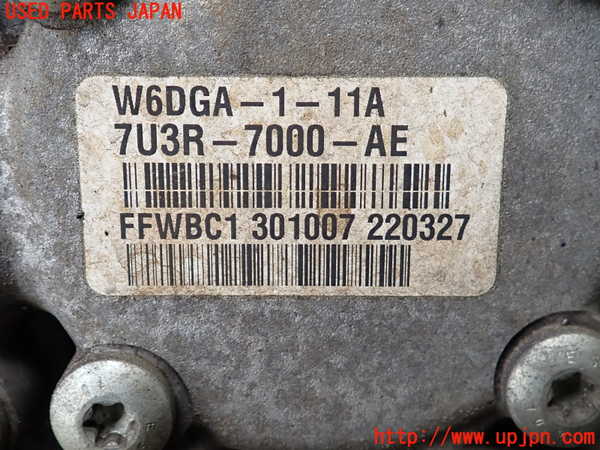 USED PARTS JAPAN
W6DGA-1-11A
7U3R-7000-AE
FFWBC1 301007 220327
http://www.upjpn.com/